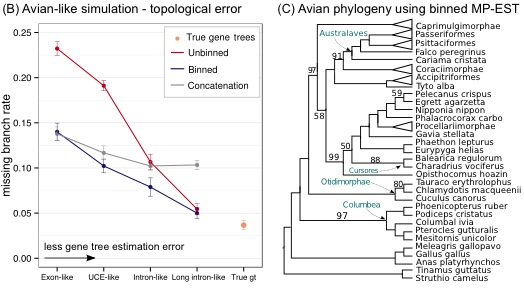 (B) Avian-like simulation - topological error
0.25
0.20
0.15
0.10
0.05
0.00
missing branch rate
True gene trees
Unbinned
Binned
Concatenation
less gene tree estimation error
Exon-like
UCE-like
Intron-like
Long intron-like
True gt
(C) Avian phylogeny using binned MP-EST
Caprimulgimorphae
Passeriformes
Psittaciformes
Falco peregrinus
Cariama cristata
Coraciimorphae
Accipitriformes
Tyto alba
Pelecanus crispus
Egrett agarzetta
Nipponia nippon
Phalacrocorax carbo
Procellariimorphae
Gavia stellata
Phaethon lepturus
Eurypyga helias
Balearica regulorum
Charadrius vociferus
Opisthocomus hoazin
Tauraco erythrolophus
Chlamydotis macqueenii
Cuculus canorus
Phoenicopterus ruber
Podiceps cristatus
Columbal ivia
Pterocles gutturalis
Mesitornis unicolor
Meleagris gallopavo
Gallus gallus
Anas platyrhynchos
Tinamus guttatus
Struthio camelus
Australaves
91
97
59
58
50
99
88
Cursores
Otidimorphae
80
Columbea
97